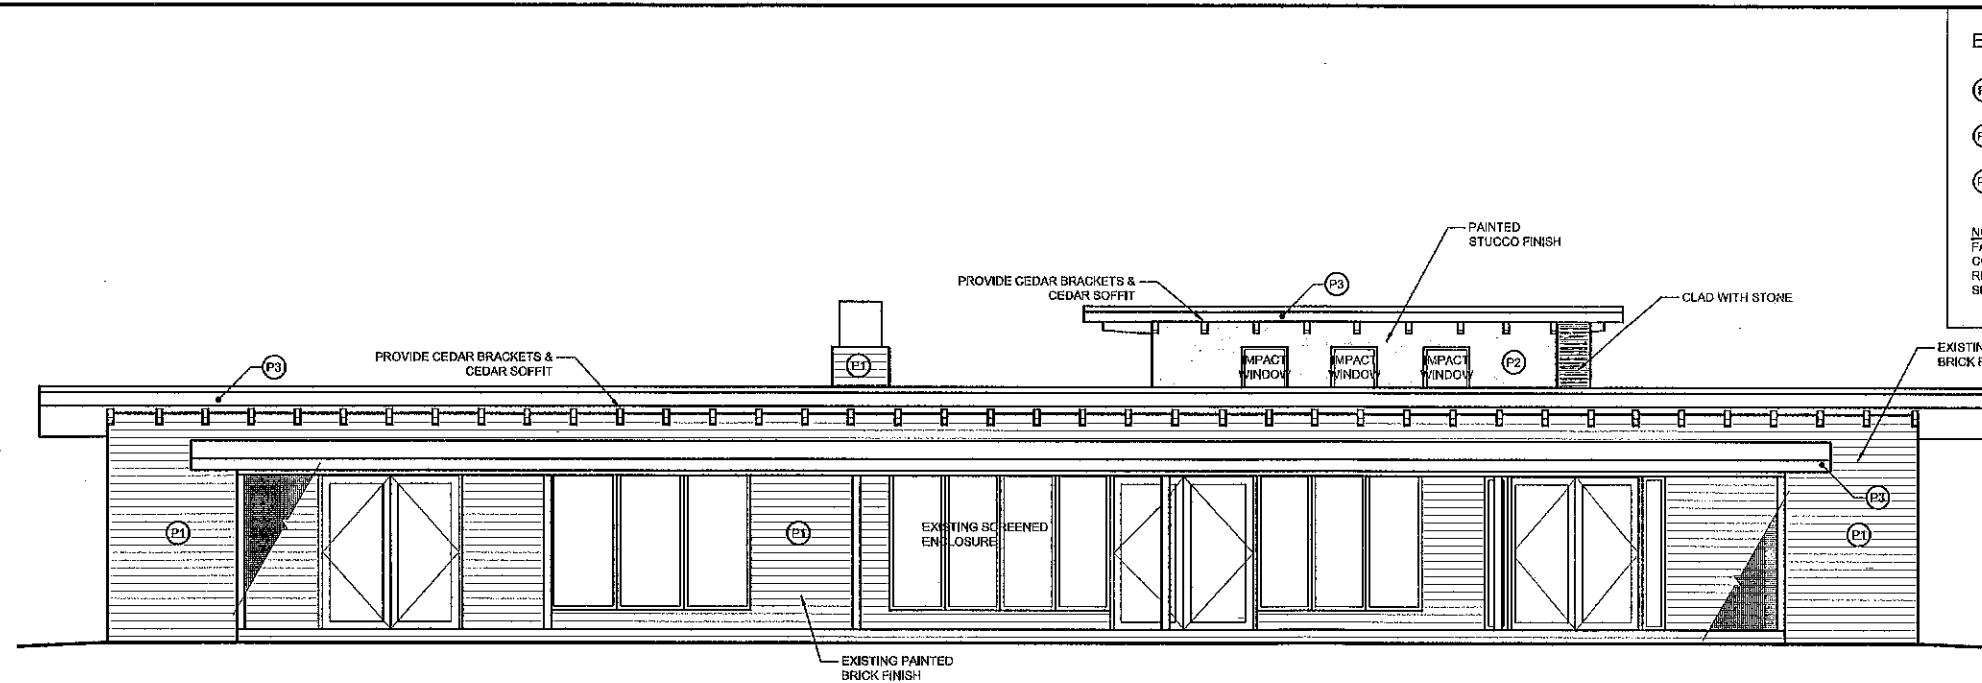 PAINTED
STUCCO FINISH
PROVIDE CEDAR BRACKETS &
CEDAR SOFFIT
P3
CLAD WITH STONE
PROVIDE CEDAR BRACKETS &
CEDAR SOFFIT
P3
P1
IMPACT
WINDOW
IMPACT
WINDOW
IMPACT
WINDOW
P2
BRICK
P1
P1
EXISTING SCREENED
ENCLOSURE
P3
P1
EXISTING PAINTED
BRICK FINISH